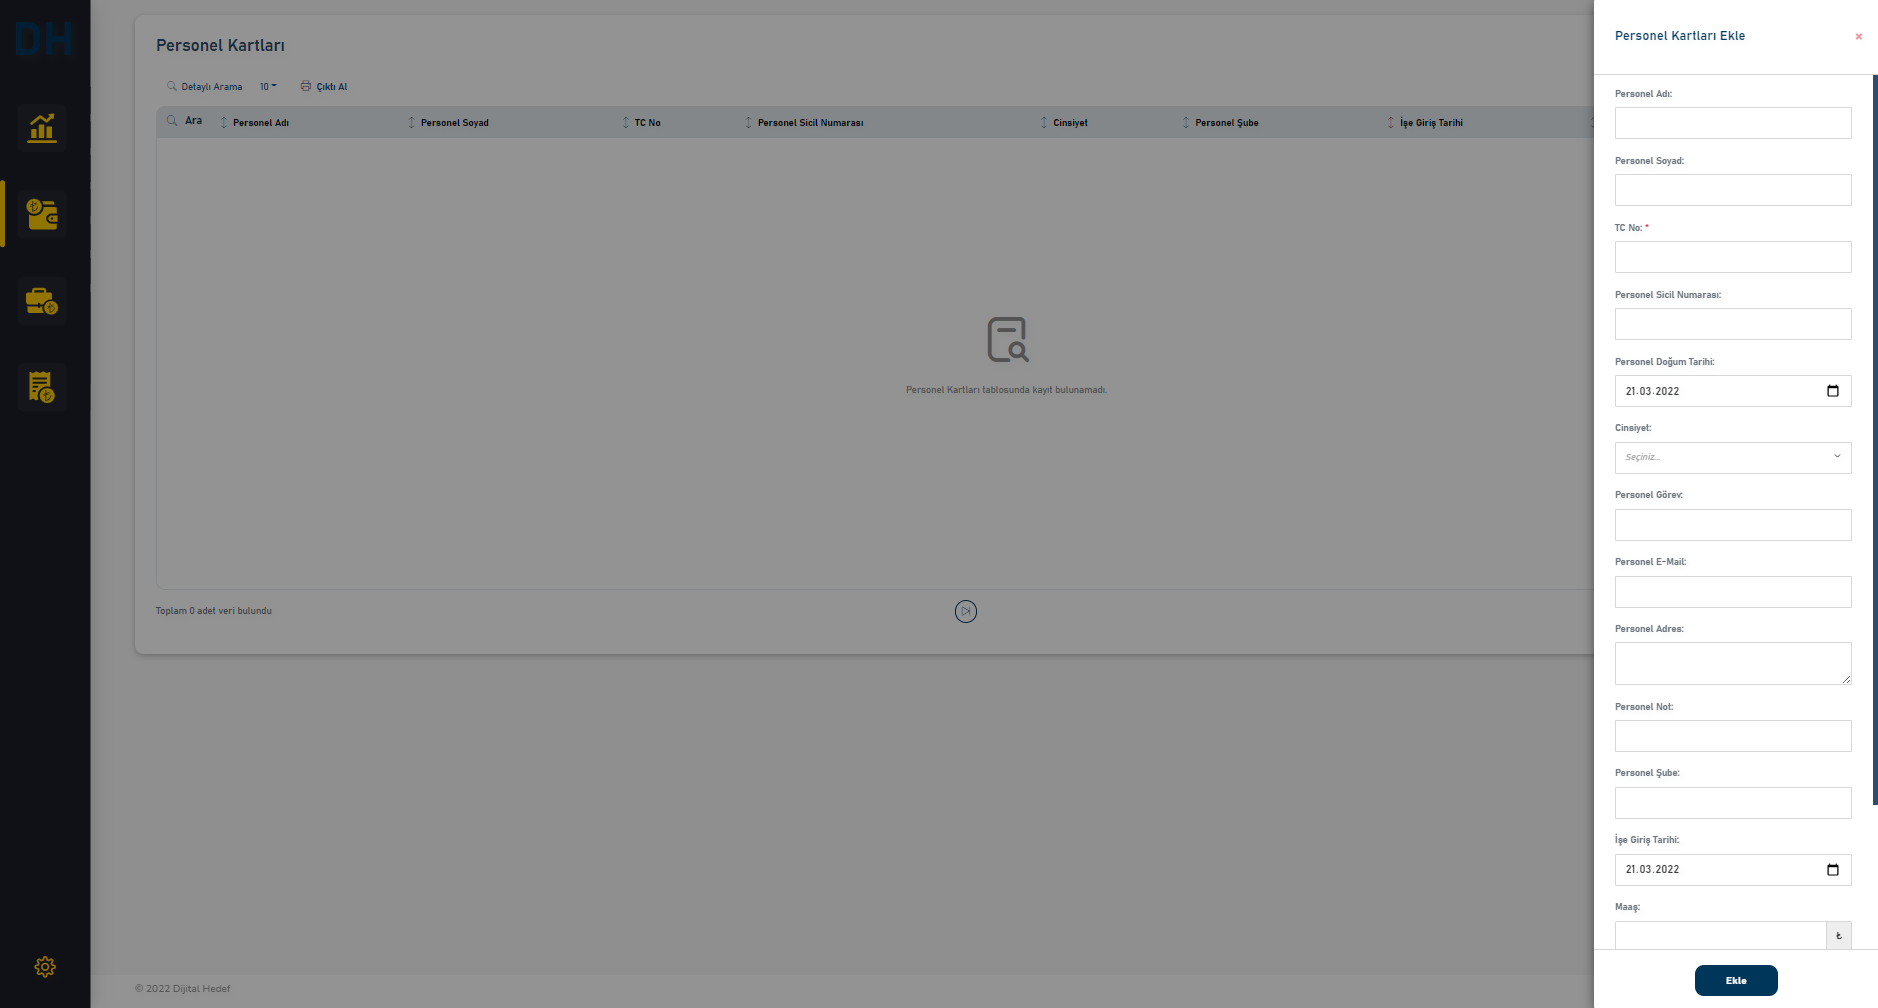 DH
Personel Kartları
Detaylı Arama 10 Çıktı Al
Ara Personel Adı Personel Soyad TC No Personel Sicil Numarası Cinsiyet Personel Şube İşe Giriş Tarihi
Personel Kartları tablosunda kayıt bulunamadı.
Toplam 0 adet veri bulundu
© 2022 Dijital Hedef
Personel Kartları Ekle ×
Personel Adı:
Personel Soyad:
TC No: *
Personel Sicil Numarası:
Personel Doğum Tarihi:
21.03.2022
Cinsiyet:
Seçiniz...
Personel Görev:
Personel E-Mail:
Personel Adres:
Personel Not:
Personel Şube:
İşe Giriş Tarihi:
21.03.2022
Maaş:
₺
Ekle